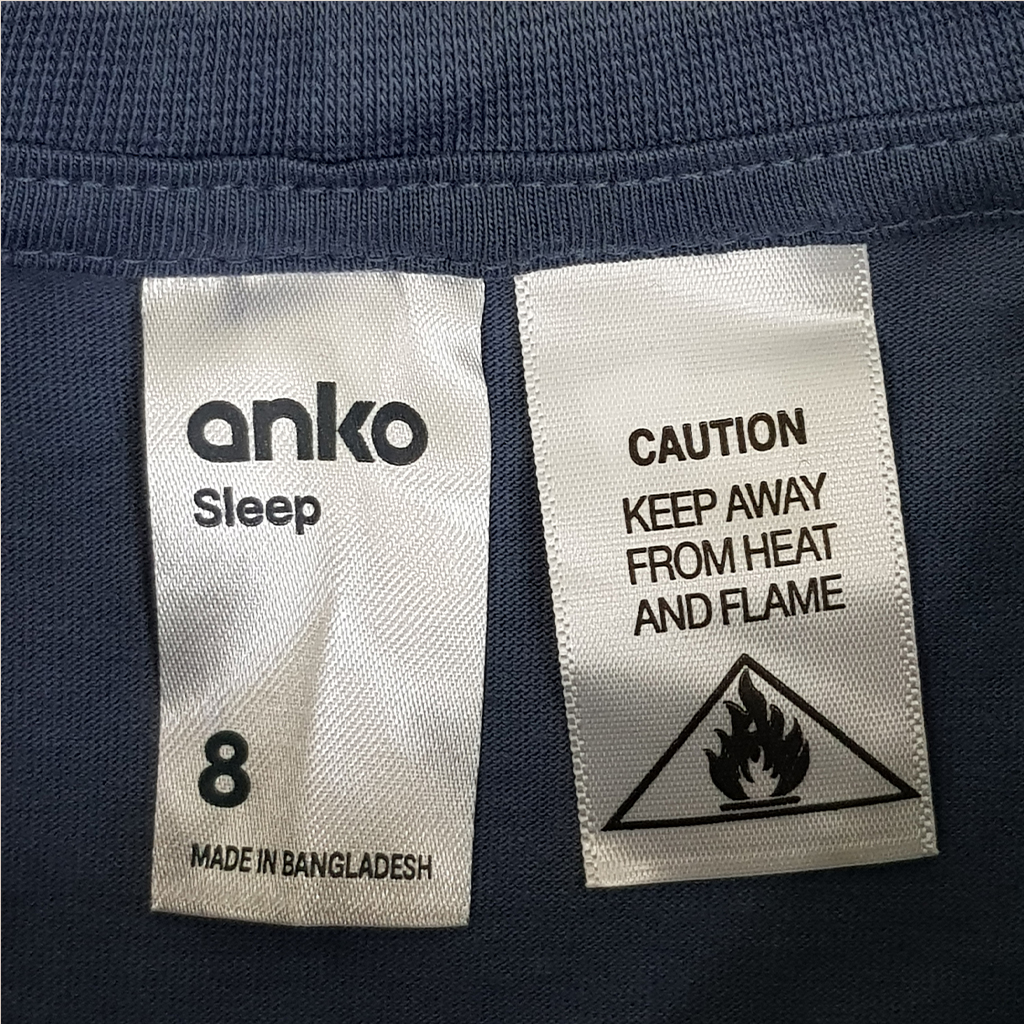 anko
Sleep
8
MADE IN BANGLADESH
CAUTION
KEEP AWAY
FROM HEAT
AND FLAME